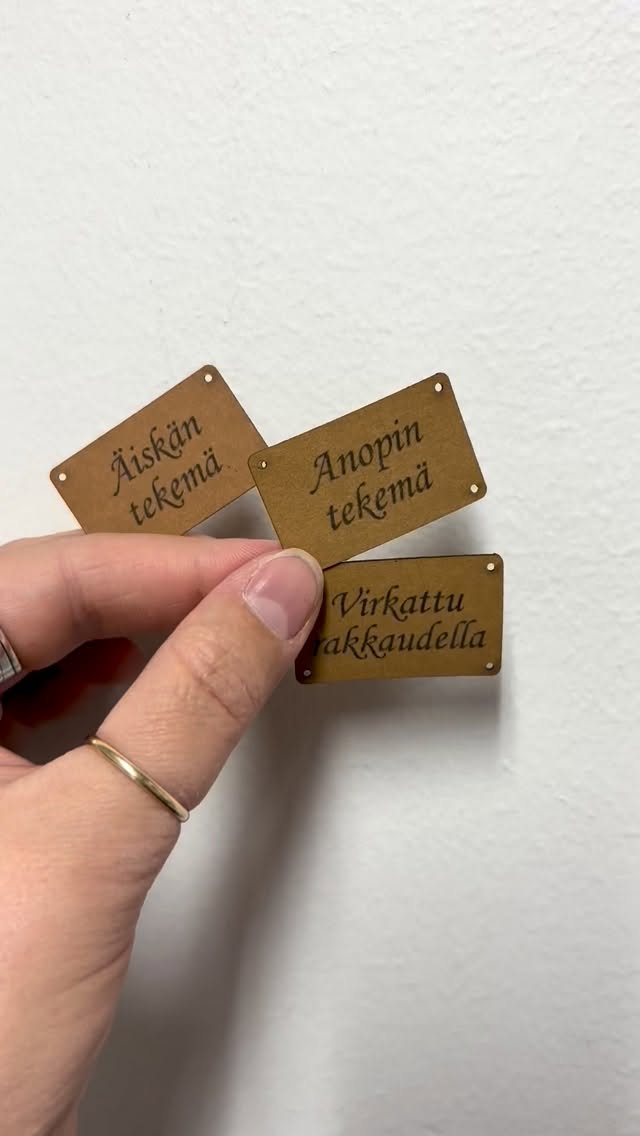 Äiskän
tekemä
Anopin
tekemä
Virkattu
rakkaudella